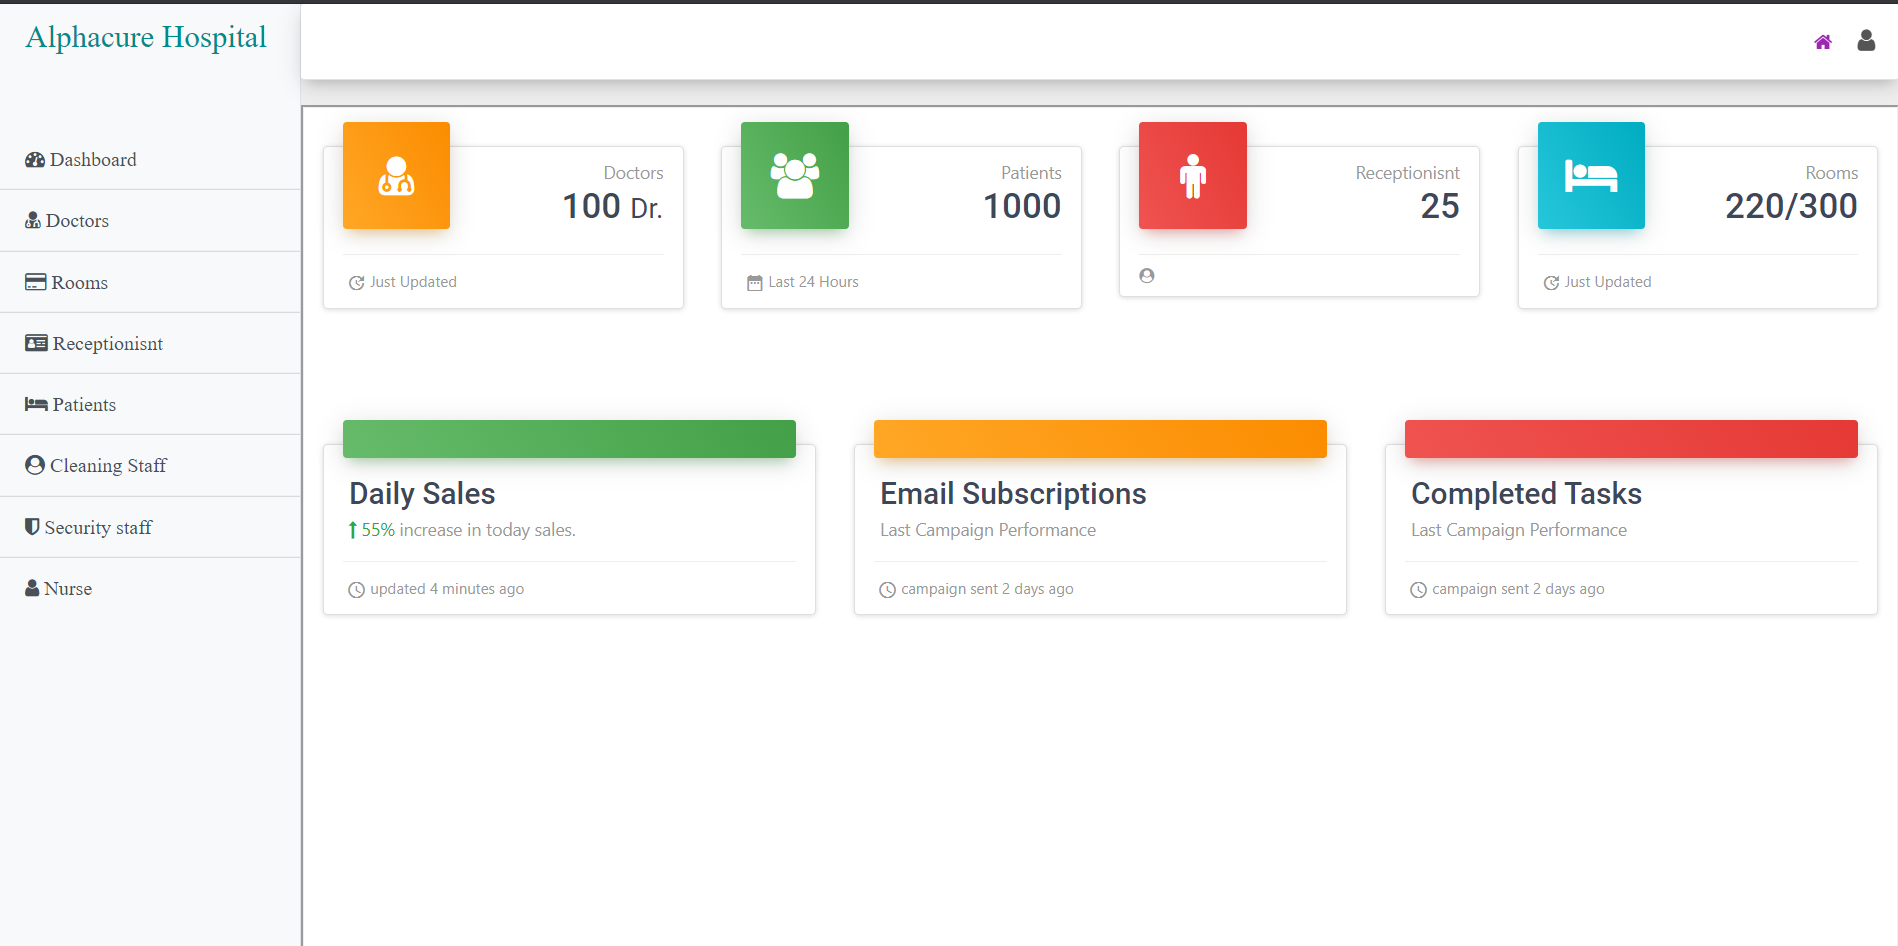 Alphacure Hospital
Dashboard
Doctors
Rooms
Receptionisnt
Patients
Cleaning Staff
Security staff
Nurse
Doctors
100 Dr.
Just Updated
Patients
1000
Last 24 Hours
Receptionisnt
25
Rooms
220/300
Just Updated
Daily Sales
55% increase in today sales.
updated 4 minutes ago
Email Subscriptions
Last Campaign Performance
campaign sent 2 days ago
Completed Tasks
Last Campaign Performance
campaign sent 2 days ago